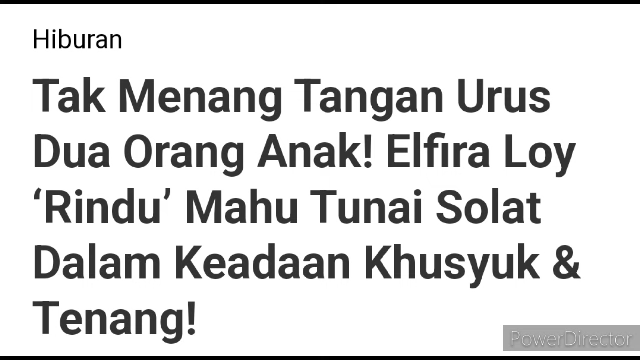 Hiburan
Tak Menang Tangan Urus
Dua Orang Anak! Elfira Loy
‘Rindu’ Mahu Tunai Solat
Dalam Keadaan Khusyuk &
Tenang!
PowerDirector